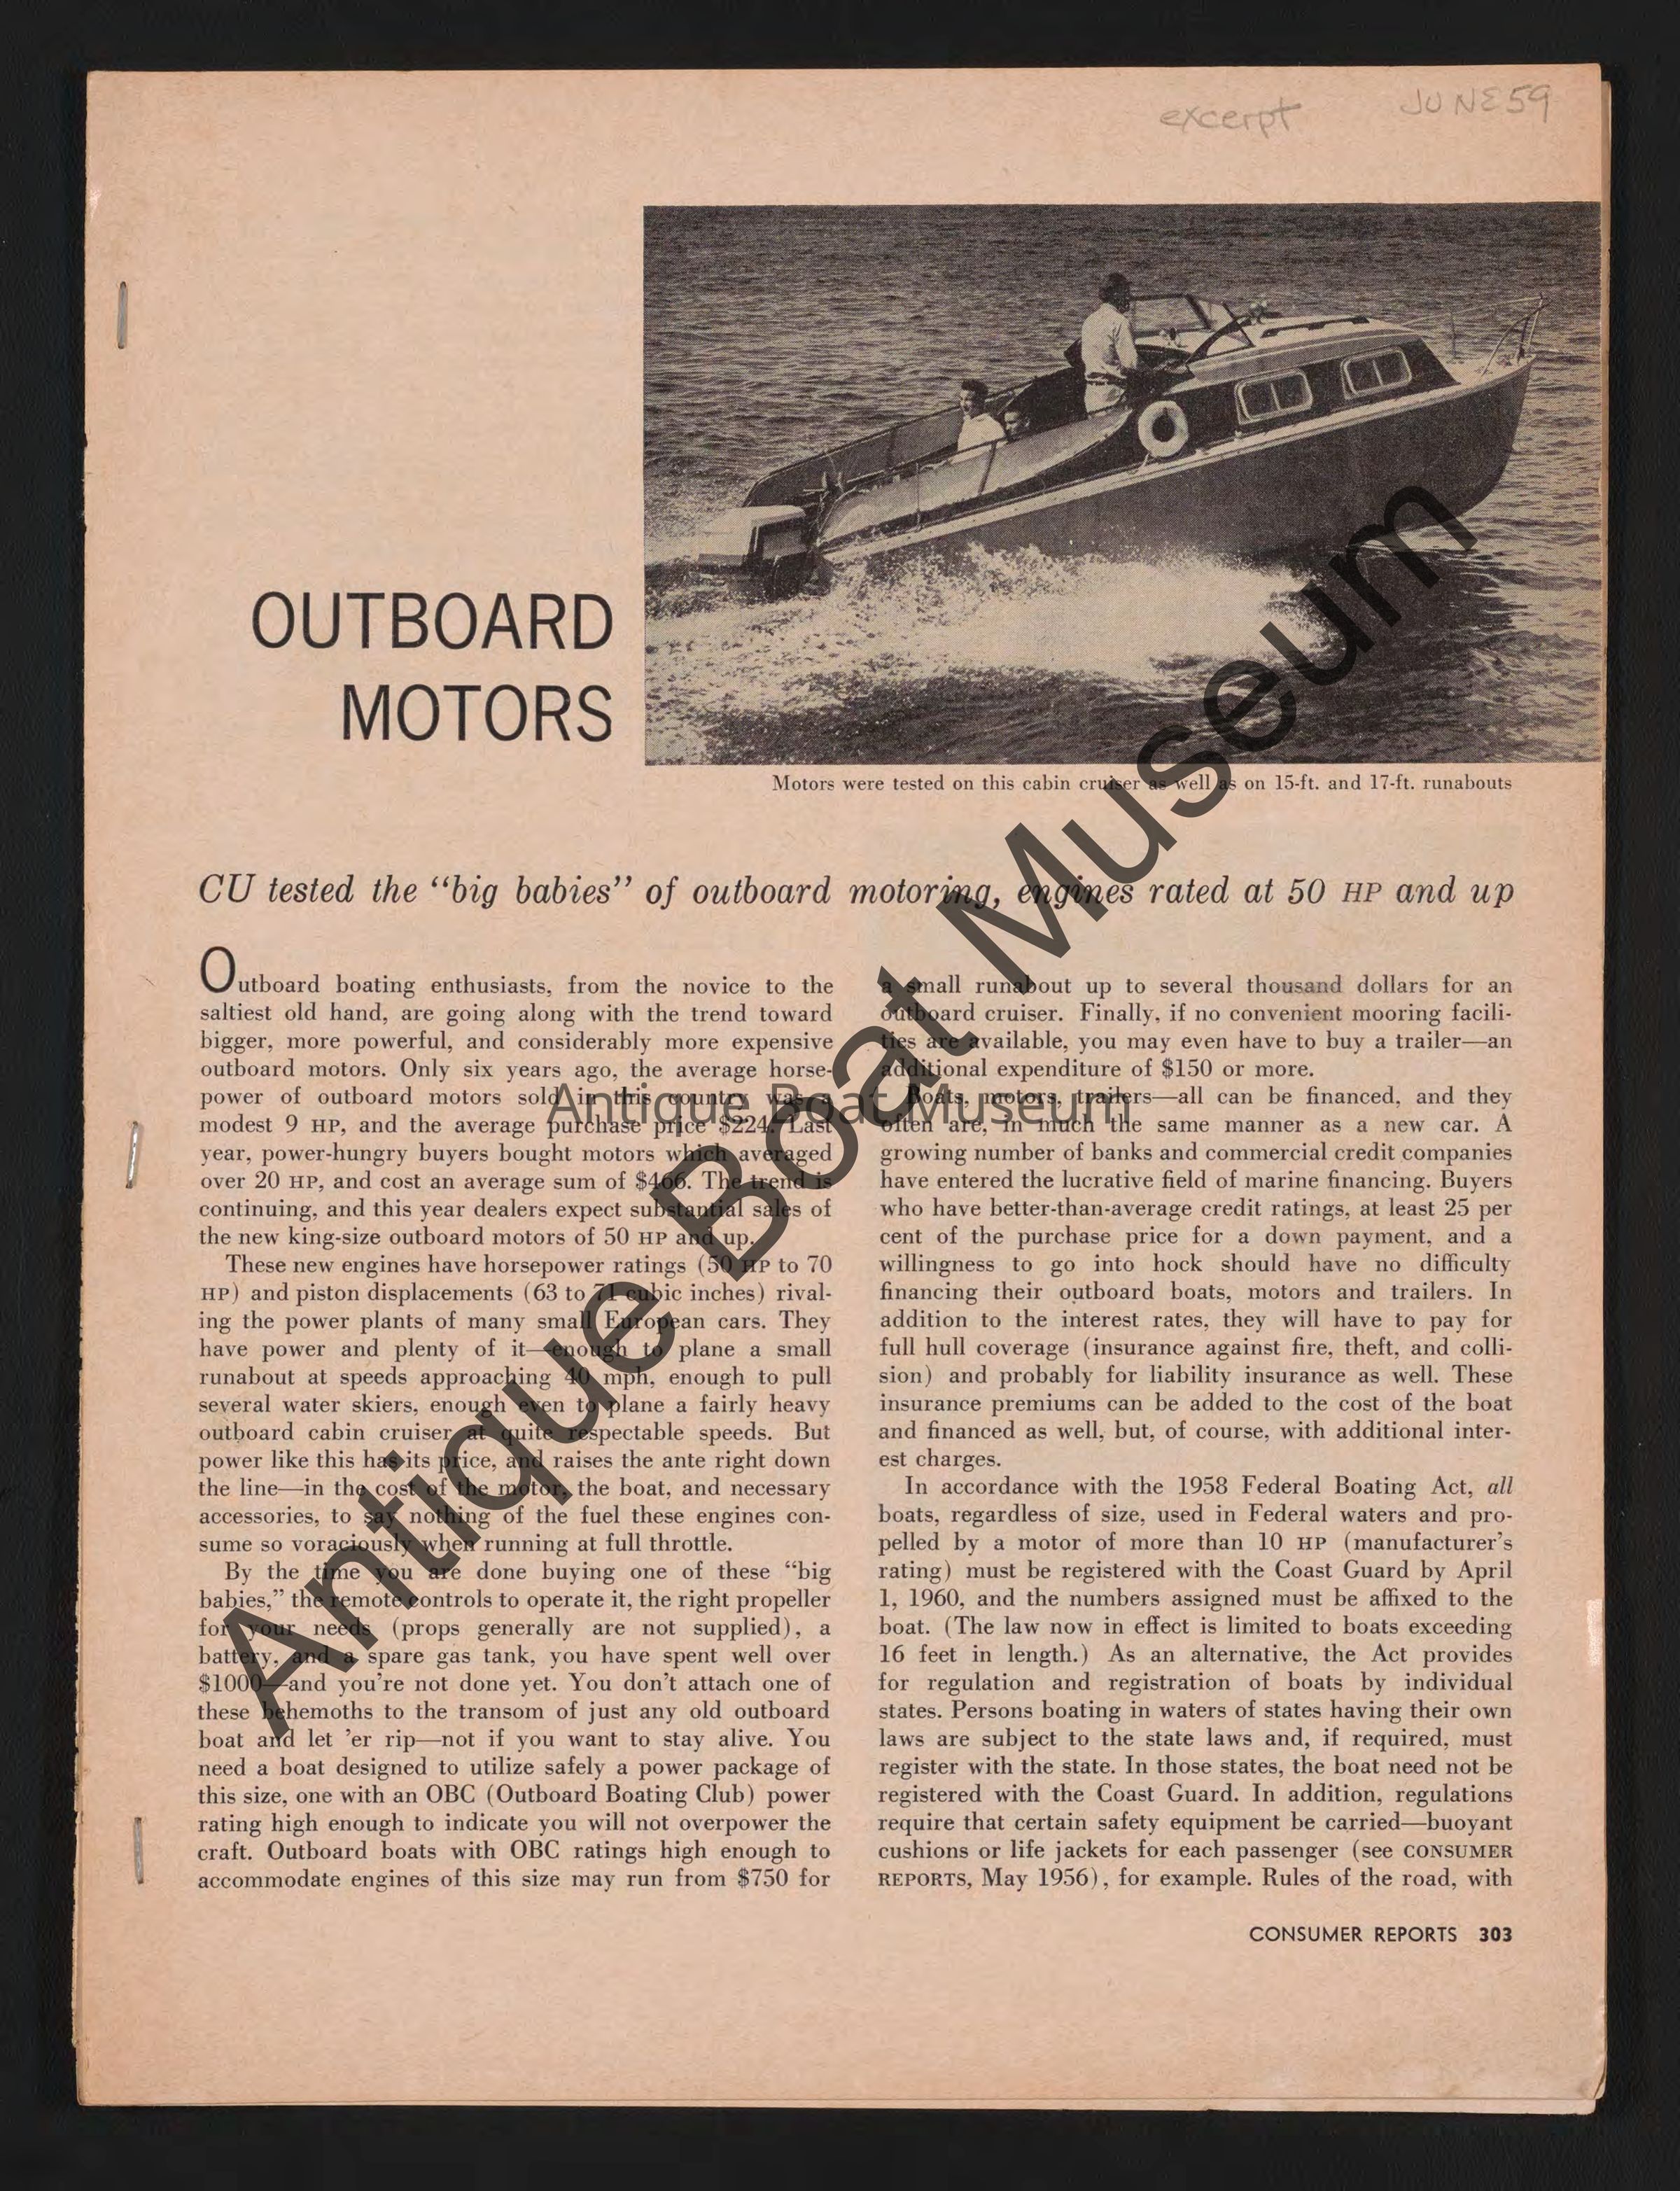 excerpt JUNE 59
OUTBOARD
MOTORS
Motors were tested on this cabin cruiser as well as on 15-ft. and 17-ft. runabouts
CU tested the “big babies” of outboard motoring, engines rated at 50 HP and up
Outboard boating enthusiasts, from the novice to the
saltiest old hand, are going along with the trend toward
bigger, more powerful, and considerably more expensive
outboard motors. Only six years ago, the average horse-
power of outboard motors sold in this country was a
modest 9 HP, and the average purchase price $224. Last
year, power-hungry buyers bought motors which averaged
over 20 HP, and cost an average sum of $466. The trend is
continuing, and this year dealers expect substantial sales of
the new king-size outboard motors of 50 HP and up.
These new engines have horsepower ratings (50 HP to 70
HP) and piston displacements (63 to 71 cubic inches) rival-
ing the power plants of many small European cars. They
have power and plenty of it—enough to plane a small
runabout at speeds approaching 40 mph, enough to pull
several water skiers, enough even to plane a fairly heavy
outboard cabin cruiser at quite respectable speeds. But
power like this has its price, and raises the ante right down
the line—in the cost of the motor, the boat, and necessary
accessories, to say nothing of the fuel these engines con-
sume so voraciously when running at full throttle.
By the time you are done buying one of these “big
babies,” the remote controls to operate it, the right propeller
for your needs (props generally are not supplied), a
battery, and a spare gas tank, you have spent well over
$1000—and you’re not done yet. You don’t attach one of
these behemoths to the transom of just any old outboard
boat and let ’er rip—not if you want to stay alive. You
need a boat designed to utilize safely a power package of
this size, one with an OBC (Outboard Boating Club) power
rating high enough to indicate you will not overpower the
craft. Outboard boats with OBC ratings high enough to
accommodate engines of this size may run from $750 for
a small runabout up to several thousand dollars for an
outboard cruiser. Finally, if no convenient mooring facili-
ties are available, you may even have to buy a trailer—an
additional expenditure of $150 or more.
Boats, motors, trailers—all can be financed, and they
often are, in much the same manner as a new car. A
growing number of banks and commercial credit companies
have entered the lucrative field of marine financing. Buyers
who have better-than-average credit ratings, at least 25 per
cent of the purchase price for a down payment, and a
willingness to go into hock should have no difficulty
financing their outboard boats, motors and trailers. In
addition to the interest rates, they will have to pay for
full hull coverage (insurance against fire, theft, and colli-
sion) and probably for liability insurance as well. These
insurance premiums can be added to the cost of the boat
and financed as well, but, of course, with additional inter-
est charges.
In accordance with the 1958 Federal Boating Act, all
boats, regardless of size, used in Federal waters and pro-
pelled by a motor of more than 10 HP (manufacturer’s
rating) must be registered with the Coast Guard by April
1, 1960, and the numbers assigned must be affixed to the
boat. (The law now in effect is limited to boats exceeding
16 feet in length.) As an alternative, the Act provides
for regulation and registration of boats by individual
states. Persons boating in waters of states having their own
laws are subject to the state laws and, if required, must
register with the state. In those states, the boat need not be
registered with the Coast Guard. In addition, regulations
require that certain safety equipment be carried—buoyant
cushions or life jackets for each passenger (see CONSUMER
REPORTS, May 1956), for example. Rules of the road, with
CONSUMER REPORTS 303
Antique Boat Museum
Antique Boat Museum